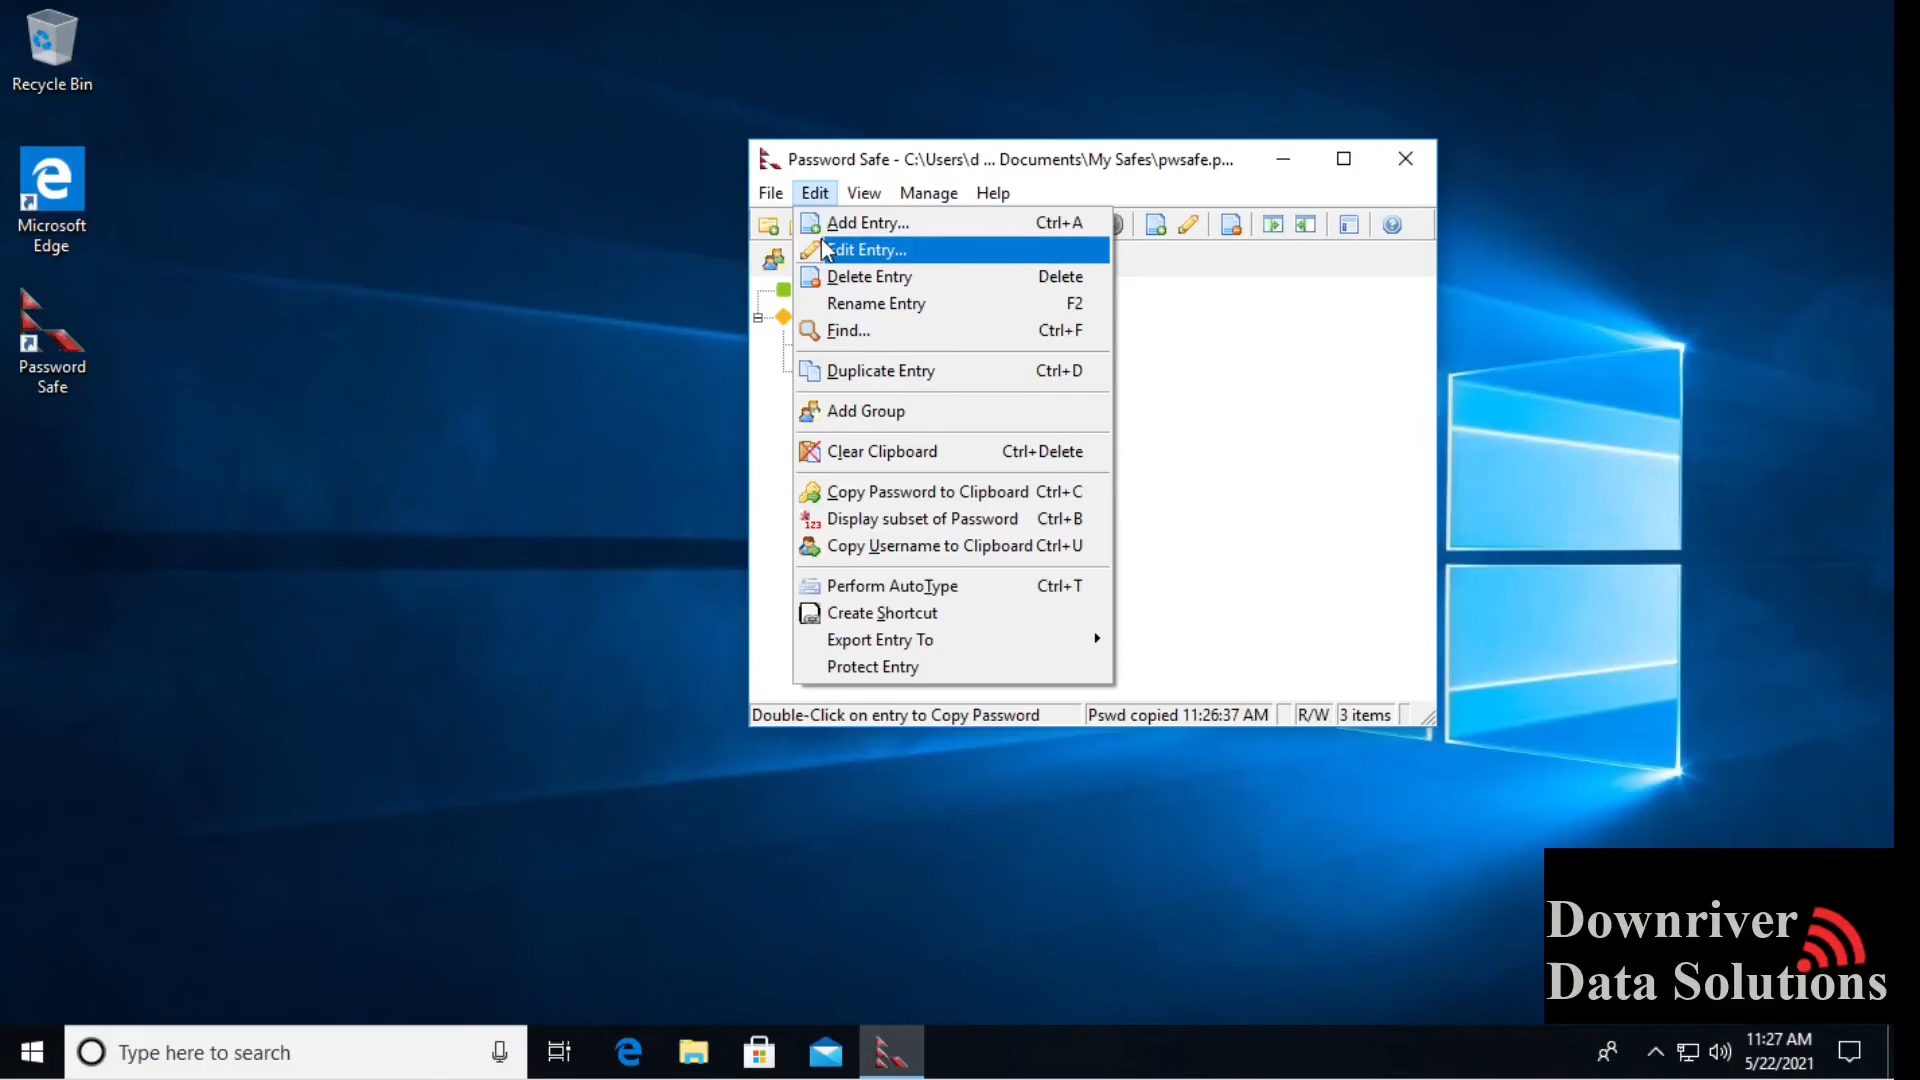 Recycle Bin
Microsoft
Edge
Password
Safe
Password Safe - C:\Users\d ... Documents\My Safes\pwsafe.p...
File Edit View Manage Help
Add Entry... Ctrl+A
Edit Entry...
Delete Entry Delete
Rename Entry F2
Find... Ctrl+F
Duplicate Entry Ctrl+D
Add Group
Clear Clipboard Ctrl+Delete
Copy Password to Clipboard Ctrl+C
123
Display subset of Password Ctrl+B
Copy Username to Clipboard Ctrl+U
Perform AutoType Ctrl+T
Create Shortcut
Export Entry To
Protect Entry
Double-Click on entry to Copy Password Pswd copied 11:26:37 AM R/W 3 items
Downriver
Data Solutions
Type here to search
11:27 AM
5/22/2021